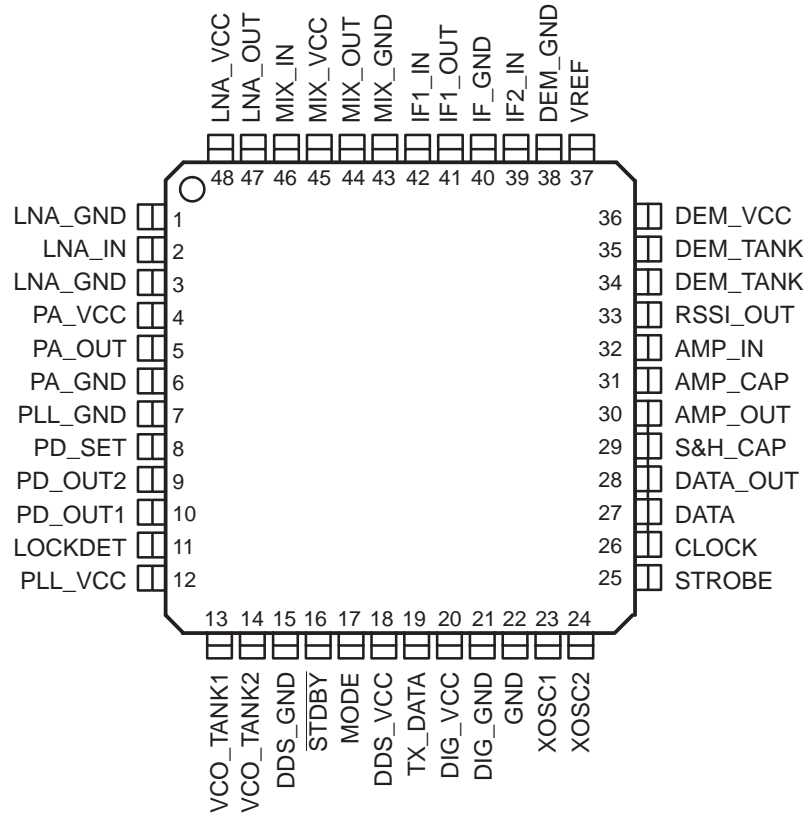 LNA_VCC
LNA_OUT
MIX_IN
MIX_VCC
MIX_OUT
MIX_GND
IF1_IN
IF1_OUT
IF_GND
IF2_IN
DEM_GND
VREF
48 47 46 45 44 43 42 41 40 39 38 37
LNA_GND 1
LNA_IN 2
LNA_GND 3
PA_VCC 4
PA_OUT 5
PA_GND 6
PLL_GND 7
PD_SET 8
PD_OUT2 9
PD_OUT1 10
LOCKDET 11
PLL_VCC 12
36 DEM_VCC
35 DEM_TANK
34 DEM_TANK
33 RSSI_OUT
32 AMP_IN
31 AMP_CAP
30 AMP_OUT
29 S&H_CAP
28 DATA_OUT
27 DATA
26 CLOCK
25 STROBE
13 14 15 16 17 18 19 20 21 22 23 24
VCO_TANK1
VCO_TANK2
DDS_GND
STDBY
MODE
DDS_VCC
TX_DATA
DIG_VCC
DIG_GND
GND
XOSC1
XOSC2